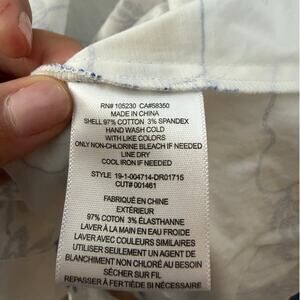 RN# 105230 CA#58350
MADE IN CHINA
SHELL 97% COTTON 3% SPANDEX
HAND WASH COLD
WITH LIKE COLORS
ONLY NON-CHLORINE BLEACH IF NEEDED
LINE DRY
COOL IRON IF NEEDED
STYLE 19-1-004714-DR01715
CUT# 001461
FABRIQUÉ EN CHINE
EXTÉRIEUR
97% COTON 3% ÉLASTHANNE
LAVER À LA MAIN EN EAU FROIDE
LAVER AVEC COULEURS SIMILAIRES
UTILISER SEULEMENT UN AGENT DE
BLANCHIMENT NON CHLORÉ AU BESOIN
SÉCHER SUR FIL
REPASSER À FER TIÈDE SI NÉCESSAIRE